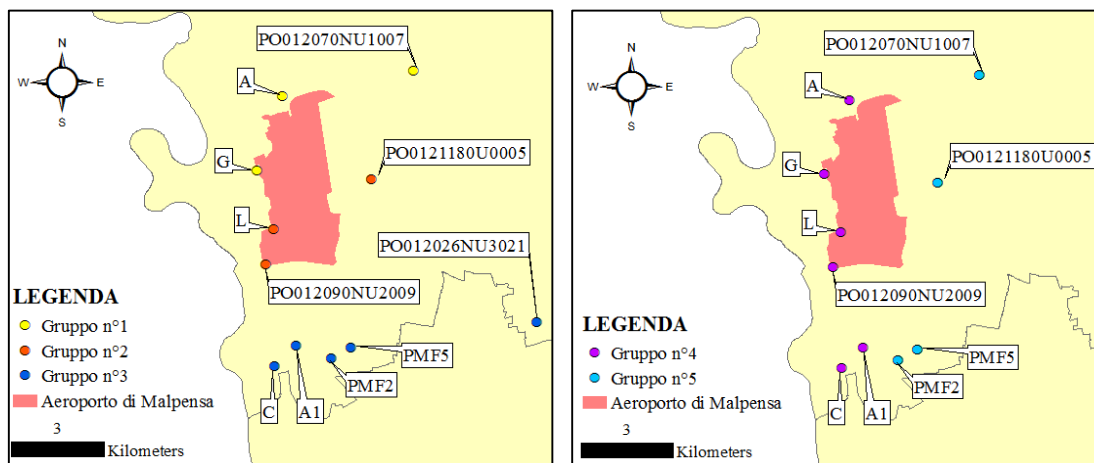 PO012070NU1007
N
W E
S
A
G
PO0121180U0005
L
PO012026NU3021
PO012090NU2009
LEGENDA
Gruppo n°1
Gruppo n°2
Gruppo n°3
Aeroporto di Malpensa
3
Kilometers
PMF5
PMF2
C
A1
PO012070NU1007
N
W E
S
A
G
PO0121180U0005
L
PO012090NU2009
LEGENDA
Gruppo n°4
Gruppo n°5
Aeroporto di Malpensa
3
Kilometers
PMF5
PMF2
C
A1